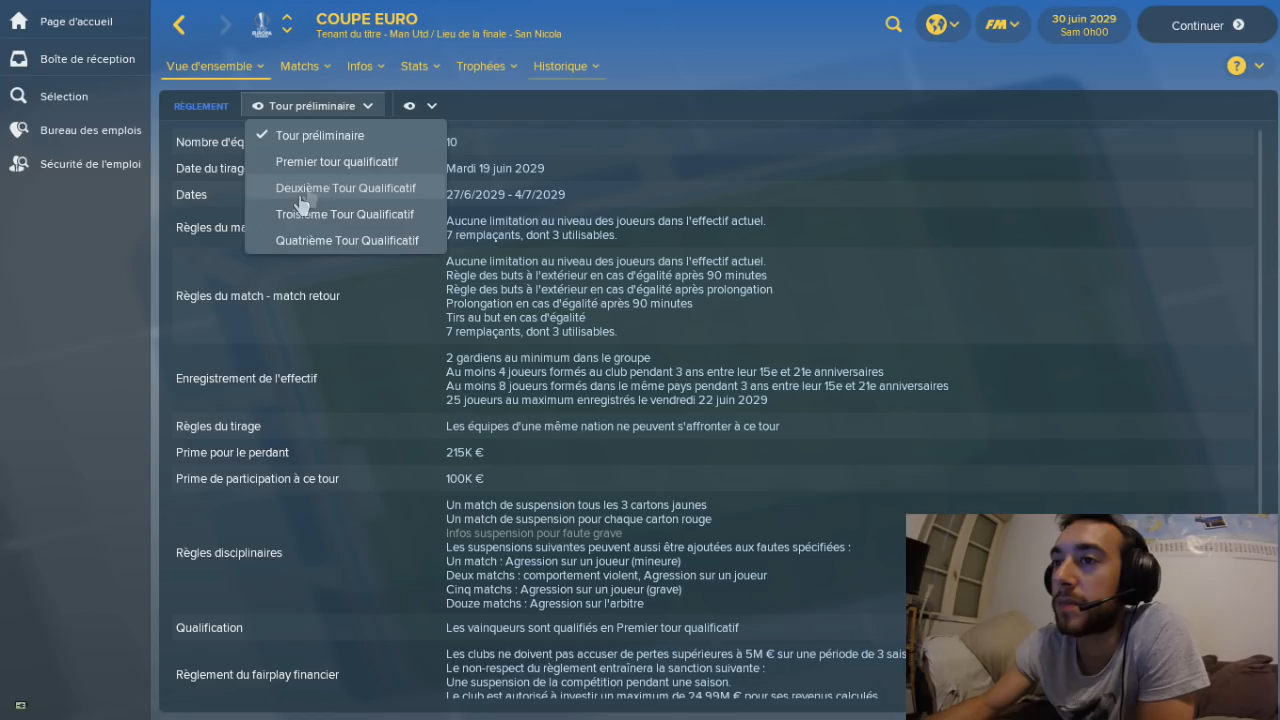 Page d'accueil
Boîte de réception
Sélection
Bureau des emplois
Sécurité de l'emploi
COUPE EURO
Tenant du titre - Man Utd / Lieu de la finale - San Nicola
FM
30 juin 2029
Sam 0h00
Continuer
Vue d'ensemble
Matchs
Infos
Stats
Trophées
Historique
?
RÈGLEMENT
Tour préliminaire
Tour préliminaire
Premier tour qualificatif
Deuxième Tour Qualificatif
Troisième Tour Qualificatif
Quatrième Tour Qualificatif
Nombre d'éq
10
Date du tirag
Mardi 19 juin 2029
Dates
27/6/2029 - 4/7/2029
Règles du ma
Aucune limitation au niveau des joueurs dans l'effectif actuel.
7 remplaçants, dont 3 utilisables.
Règles du match - match retour
Aucune limitation au niveau des joueurs dans l'effectif actuel.
Règle des buts à l'extérieur en cas d'égalité après 90 minutes
Règle des buts à l'extérieur en cas d'égalité après prolongation
Prolongation en cas d'égalité après 90 minutes
Tirs au but en cas d'égalité
7 remplaçants, dont 3 utilisables.
Enregistrement de l'effectif
2 gardiens au minimum dans le groupe
Au moins 4 joueurs formés au club pendant 3 ans entre leur 15e et 21e anniversaires
Au moins 8 joueurs formés dans le même pays pendant 3 ans entre leur 15e et 21e anniversaires
25 joueurs au maximum enregistrés le vendredi 22 juin 2029
Règles du tirage
Les équipes d'une même nation ne peuvent s'affronter à ce tour
Prime pour le perdant
215K €
Prime de participation à ce tour
100K €
Règles disciplinaires
Un match de suspension tous les 3 cartons jaunes
Un match de suspension pour chaque carton rouge
Infos suspension pour faute grave
Les suspensions suivantes peuvent aussi être ajoutées aux fautes spécifiées :
Un match : Agression sur un joueur (mineure)
Deux matchs : comportement violent, Agression sur un joueur
Cinq matchs : Agression sur un joueur (grave)
Douze matchs : Agression sur l'arbitre
Qualification
Les vainqueurs sont qualifiés en Premier tour qualificatif
Règlement du fairplay financier
Les clubs ne doivent pas accuser de pertes supérieures à 5M € sur une période de 3 sais
Le non-respect du règlement entraînera la sanction suivante :
Une suspension de la compétition pendant une saison.
Le club est autorisé à investir un maximum de 24.99M € pour ses revenus calculés